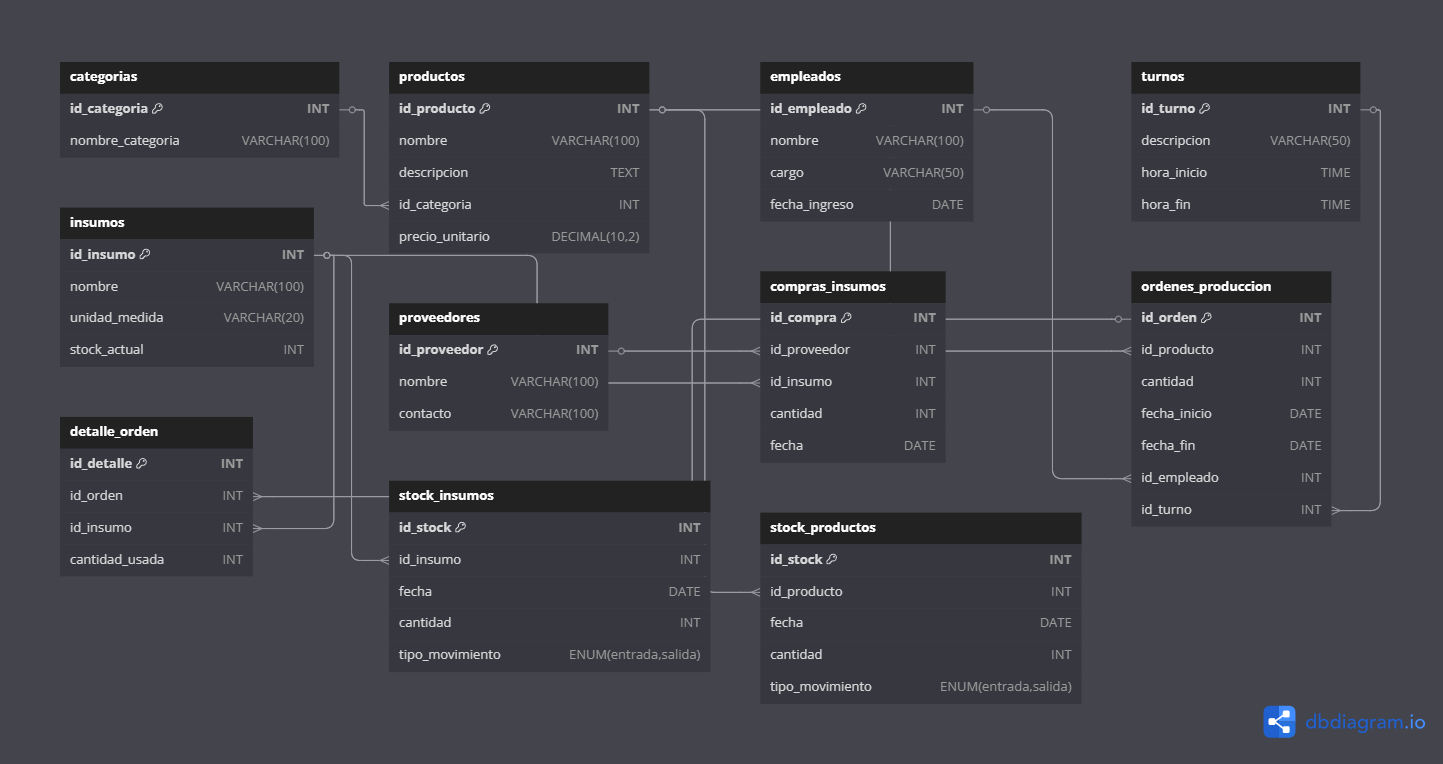 categorias
id_categoria INT
nombre_categoria VARCHAR(100)
productos
id_producto INT
nombre VARCHAR(100)
descripcion TEXT
id_categoria INT
precio_unitario DECIMAL(10,2)
empleados
id_empleado INT
nombre VARCHAR(100)
cargo VARCHAR(50)
fecha_ingreso DATE
turnos
id_turno INT
descripcion VARCHAR(50)
hora_inicio TIME
hora_fin TIME
insumos
id_insumo INT
nombre VARCHAR(100)
unidad_medida VARCHAR(20)
stock_actual INT
proveedores
id_proveedor INT
nombre VARCHAR(100)
contacto VARCHAR(100)
compras_insumos
id_compra INT
id_proveedor INT
id_insumo INT
cantidad INT
fecha DATE
ordenes_produccion
id_orden INT
id_producto INT
cantidad INT
fecha_inicio DATE
fecha_fin DATE
id_empleado INT
id_turno INT
detalle_orden
id_detalle INT
id_orden INT
id_insumo INT
cantidad_usada INT
stock_insumos
id_stock INT
id_insumo INT
fecha DATE
cantidad INT
tipo_movimiento ENUM(entrada,salida)
stock_productos
id_stock INT
id_producto INT
fecha DATE
cantidad INT
tipo_movimiento ENUM(entrada,salida)
dbdiagram.io